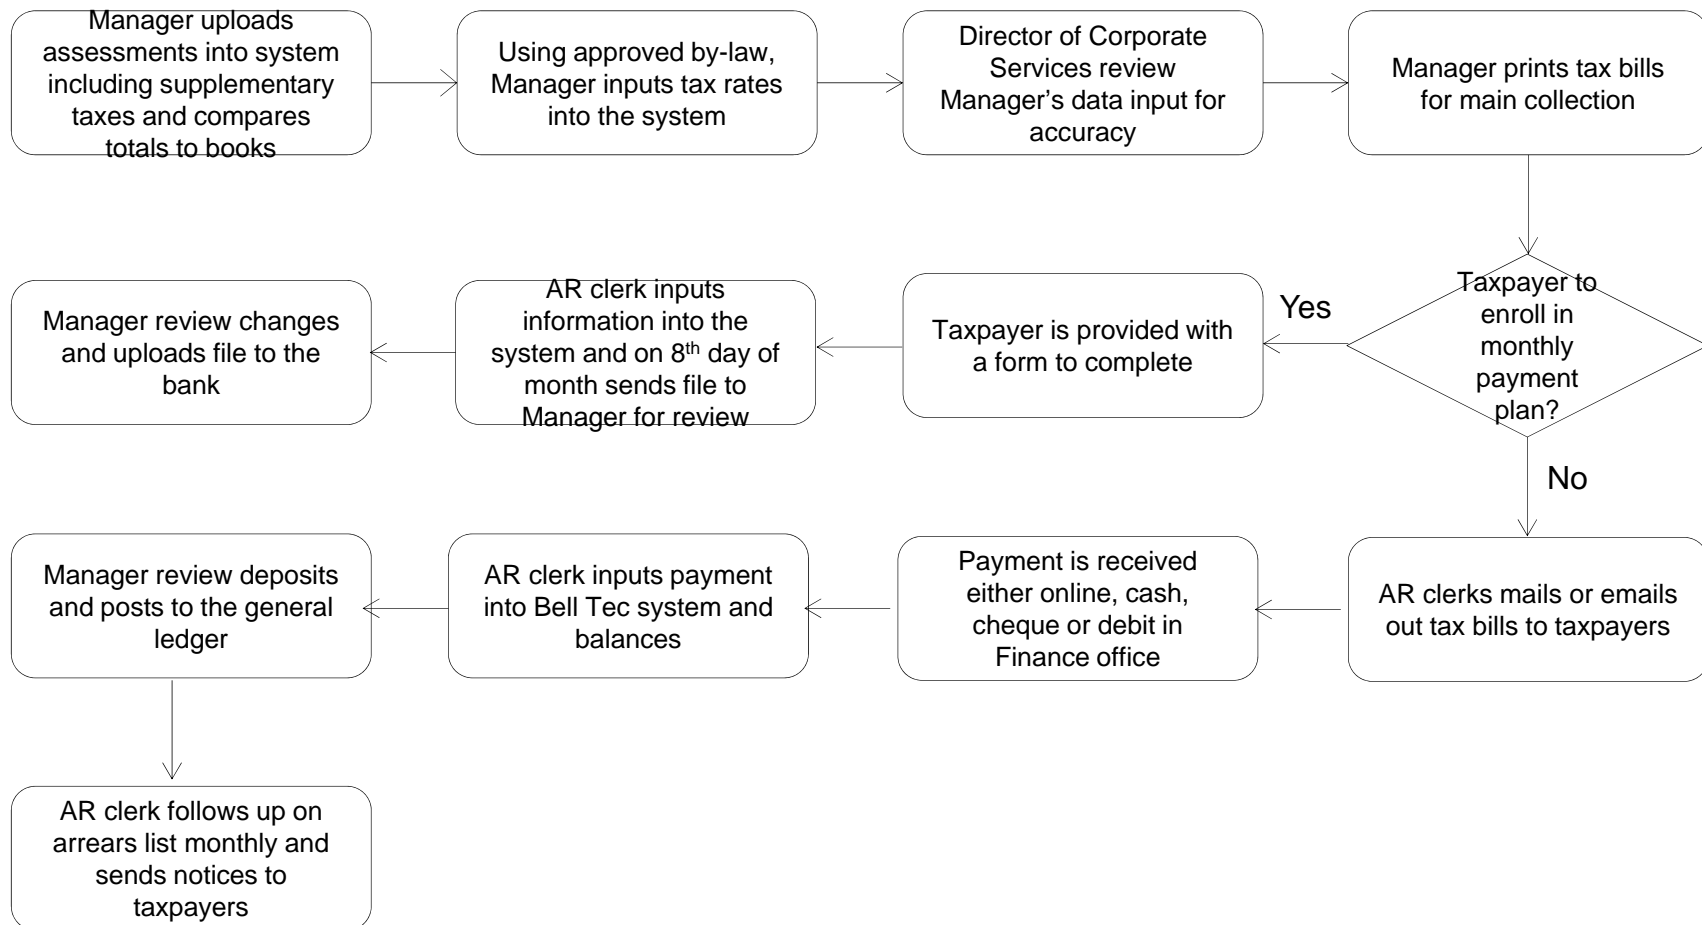 Manager uploads
assessments into system
including supplementary
taxes and compares
totals to books
Using approved by-law,
Manager inputs tax rates
into the system
Director of Corporate
Services review
Manager’s data input for
accuracy
Manager prints tax bills
for main collection
Taxpayer to
enroll in
monthly
payment
plan?
Yes
Taxpayer is provided with
a form to complete
AR clerk inputs
information into the
system and on 8th day of
month sends file to
Manager for review
Manager review changes
and uploads file to the
bank
No
AR clerks mails or emails
out tax bills to taxpayers
Payment is received
either online, cash,
cheque or debit in
Finance office
AR clerk inputs payment
into Bell Tec system and
balances
Manager review deposits
and posts to the general
ledger
AR clerk follows up on
arrears list monthly and
sends notices to
taxpayers